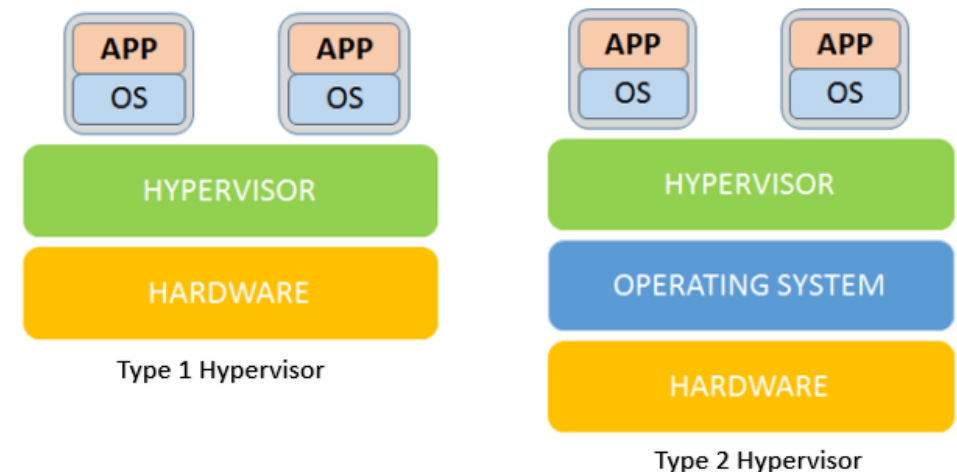 APP
OS
APP
OS
HYPERVISOR
HARDWARE
Type 1 Hypervisor
APP
OS
APP
OS
HYPERVISOR
OPERATING SYSTEM
HARDWARE
Type 2 Hypervisor